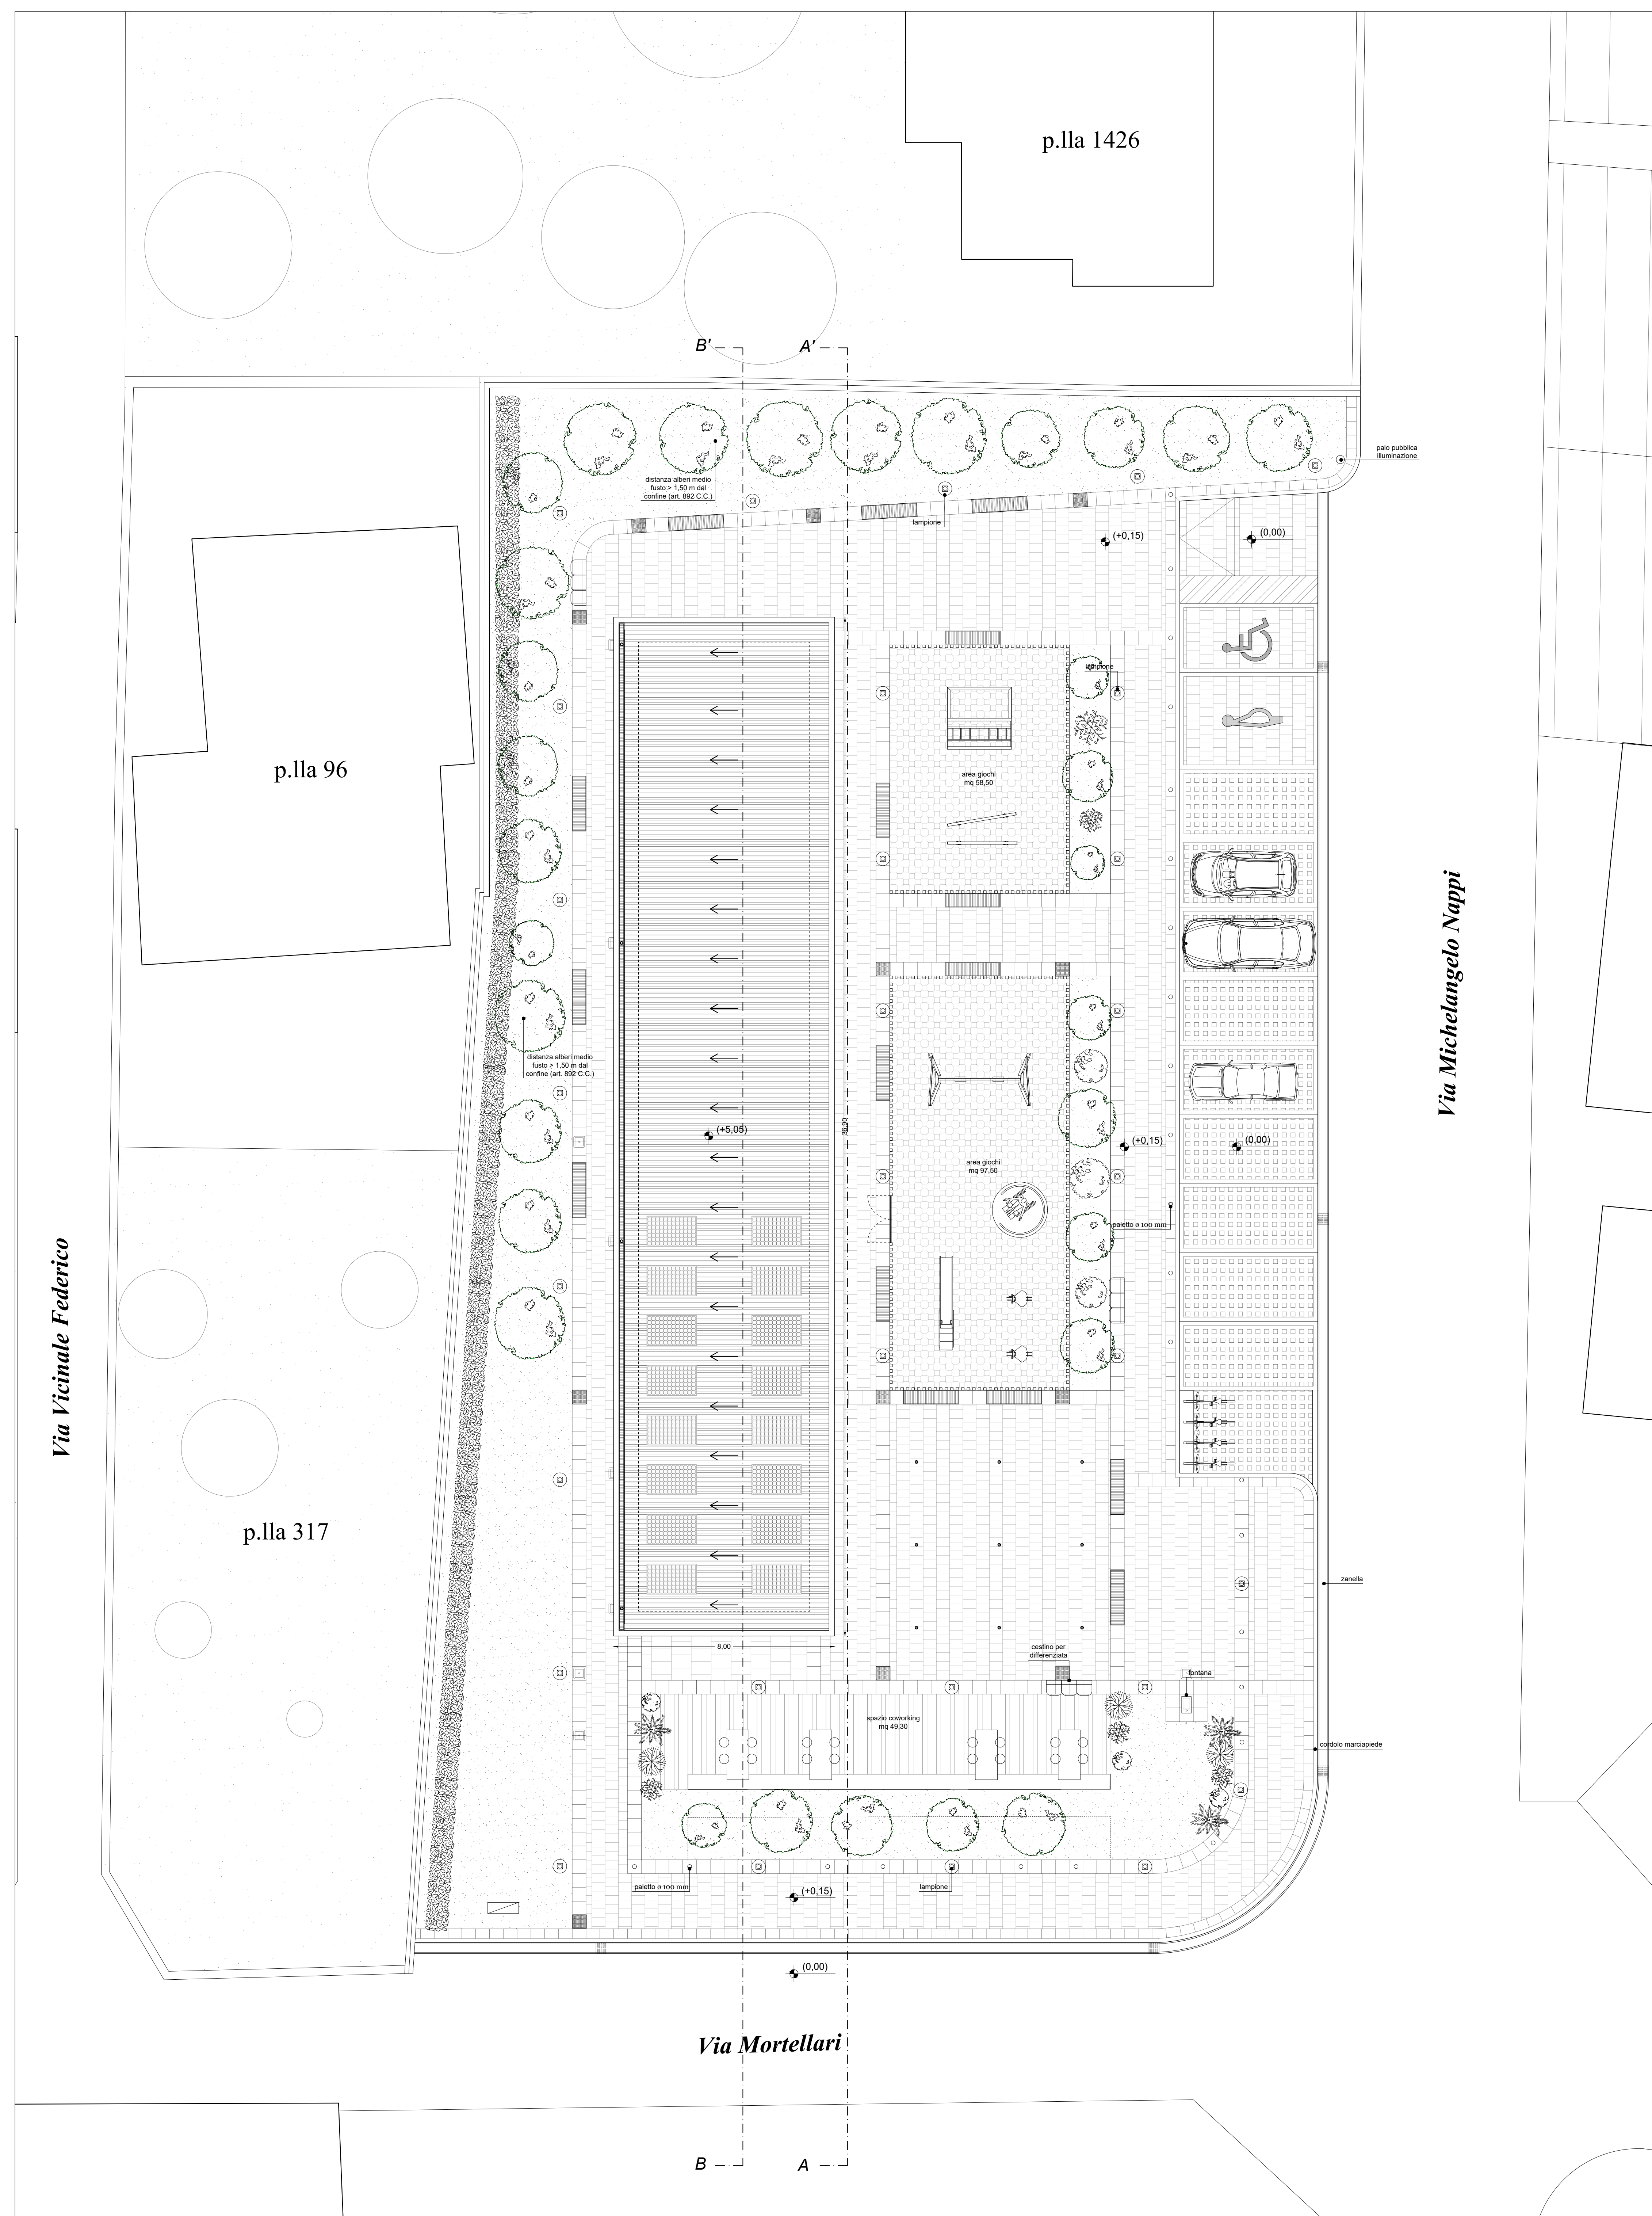 p.lla 1426
B'
A'
palo pubblica
illuminazione
distanza alberi medio
fusto > 1,50 m dal
confine (art. 892 C.C.)
lampione
(+0,15)
(0,00)
lampione
p.lla 96
area giochi
mq 58,50
Via Michelangelo Nappi
distanza alberi medio
fusto > 1,50 m dal
confine (art. 892 C.C.)
36,90
(+5,05)
(+0,15)
(0,00)
area giochi
mq 97,50
paletto ø 100 mm
Via Vicinale Federico
p.lla 317
zanella
8,00
cestino per
differenziata
fontana
spazio coworking
mq 49,30
cordolo marciapiede
paletto ø 100 mm
lampione
(+0,15)
(0,00)
Via Mortellari
B
A